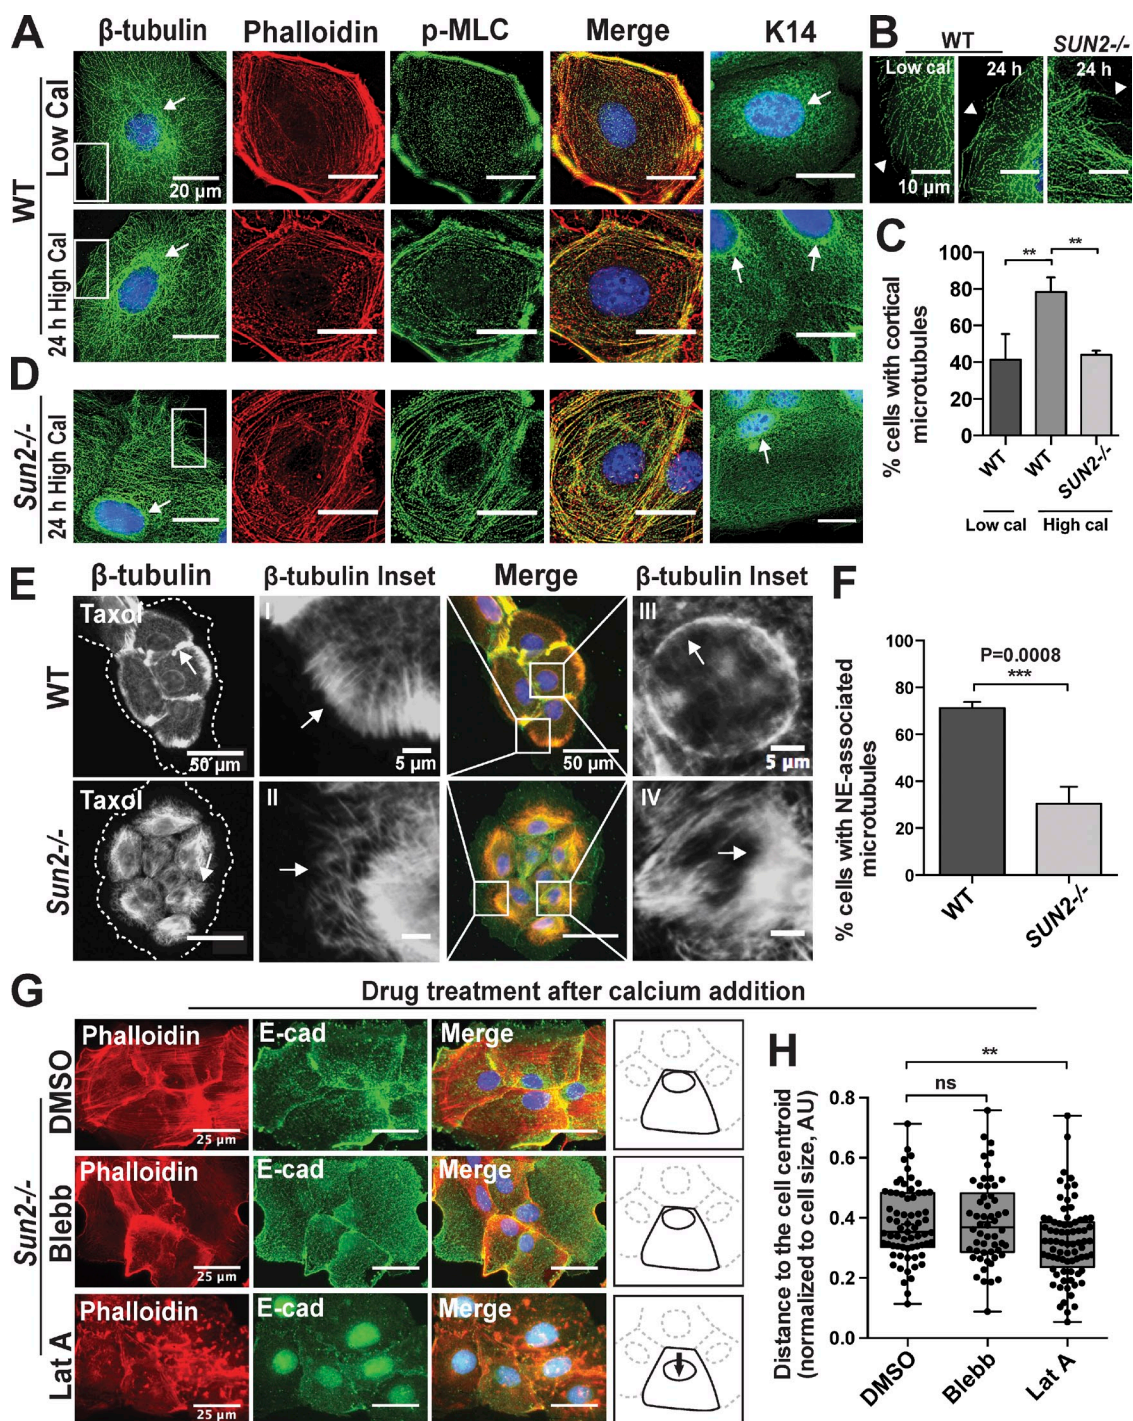 A
β-tubulin
Phalloidin
p-MLC
Merge
K14
WT
Low Cal
20 µm
24 h High Cal
B
WT
SUN2-/-
Low cal
24 h
24 h
10 µm
C
% cells with cortical
microtubules
100
80
60
40
20
0
**
**
WT
WT
SUN2-/-
Low cal
High cal
D
Sun2-/-
24 h High Cal
E
β-tubulin
β-tubulin Inset
Merge
β-tubulin Inset
WT
Taxol
50 µm
I
5 µm
50 µm
III
5 µm
Sun2-/-
Taxol
II
IV
F
% cells with NE-associated
microtubules
100
80
60
40
20
0
P=0.0008
***
WT
SUN2-/-
G
Drug treatment after calcium addition
Sun2-/-
DMSO
Phalloidin
25 µm
E-cad
Merge
Blebb
Phalloidin
25 µm
E-cad
Merge
Lat A
Phalloidin
25 µm
E-cad
Merge
H
Distance to the cell centroid
(normalized to cell size, AU)
0.8
0.6
0.4
0.2
0.0
**
ns
DMSO
Blebb
Lat A